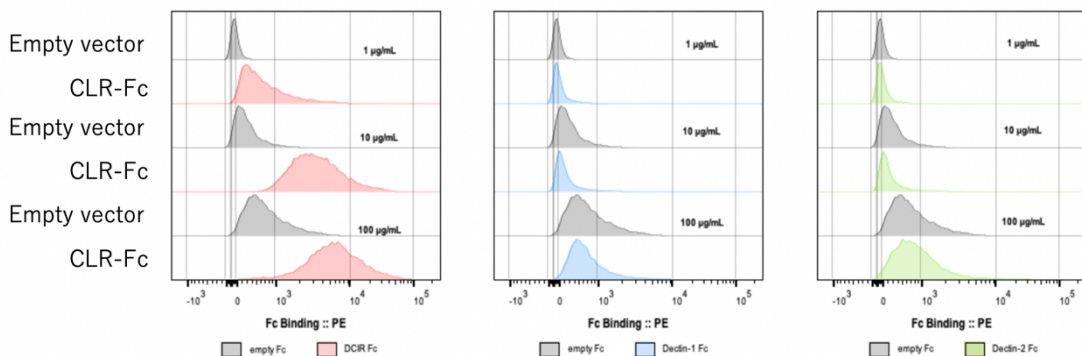 Empty vector
CLR-Fc
Empty vector
CLR-Fc
Empty vector
CLR-Fc
1 µg/mL
10 µg/mL
100 µg/mL
-10³ 0 10³ 10⁴ 10⁵
Fc Binding :: PE
empty Fc DCIR Fc
1 µg/mL
10 µg/mL
100 µg/mL
-10³ 0 10³ 10⁴ 10⁵
Fc Binding :: PE
empty Fc Dectin-1 Fc
1 µg/mL
10 µg/mL
100 µg/mL
-10³ 0 10³ 10⁴ 10⁵
Fc Binding :: PE
empty Fc Dectin-2 Fc